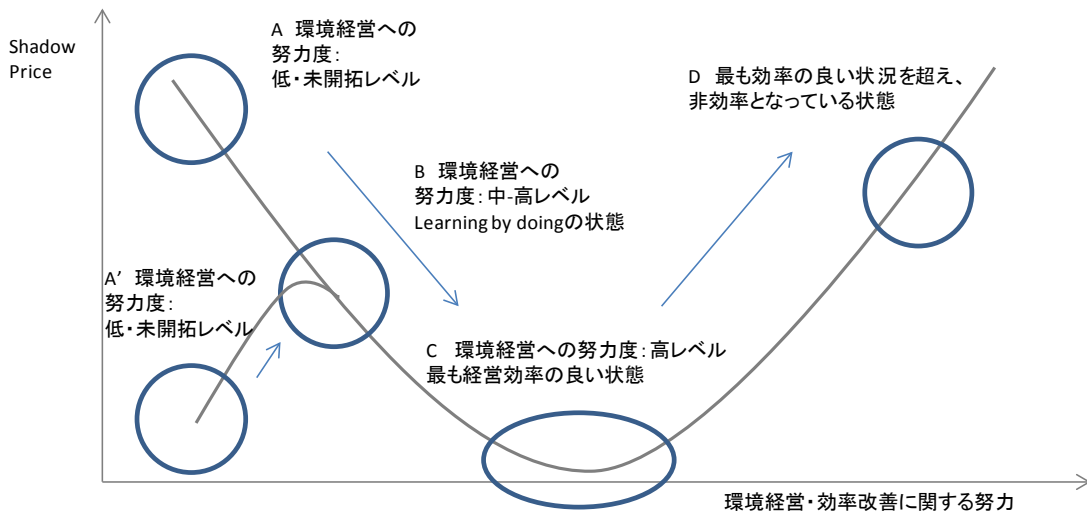 Shadow
Price
A 環境経営への
努力度:
低・未開拓レベル
D 最も効率の良い状況を超え、
非効率となっている状態
B 環境経営への
努力度:中-高レベル
Learning by doingの状態
A’ 環境経営への
努力度:
低・未開拓レベル
C 環境経営への努力度:高レベル
最も経営効率の良い状態
環境経営・効率改善に関する努力